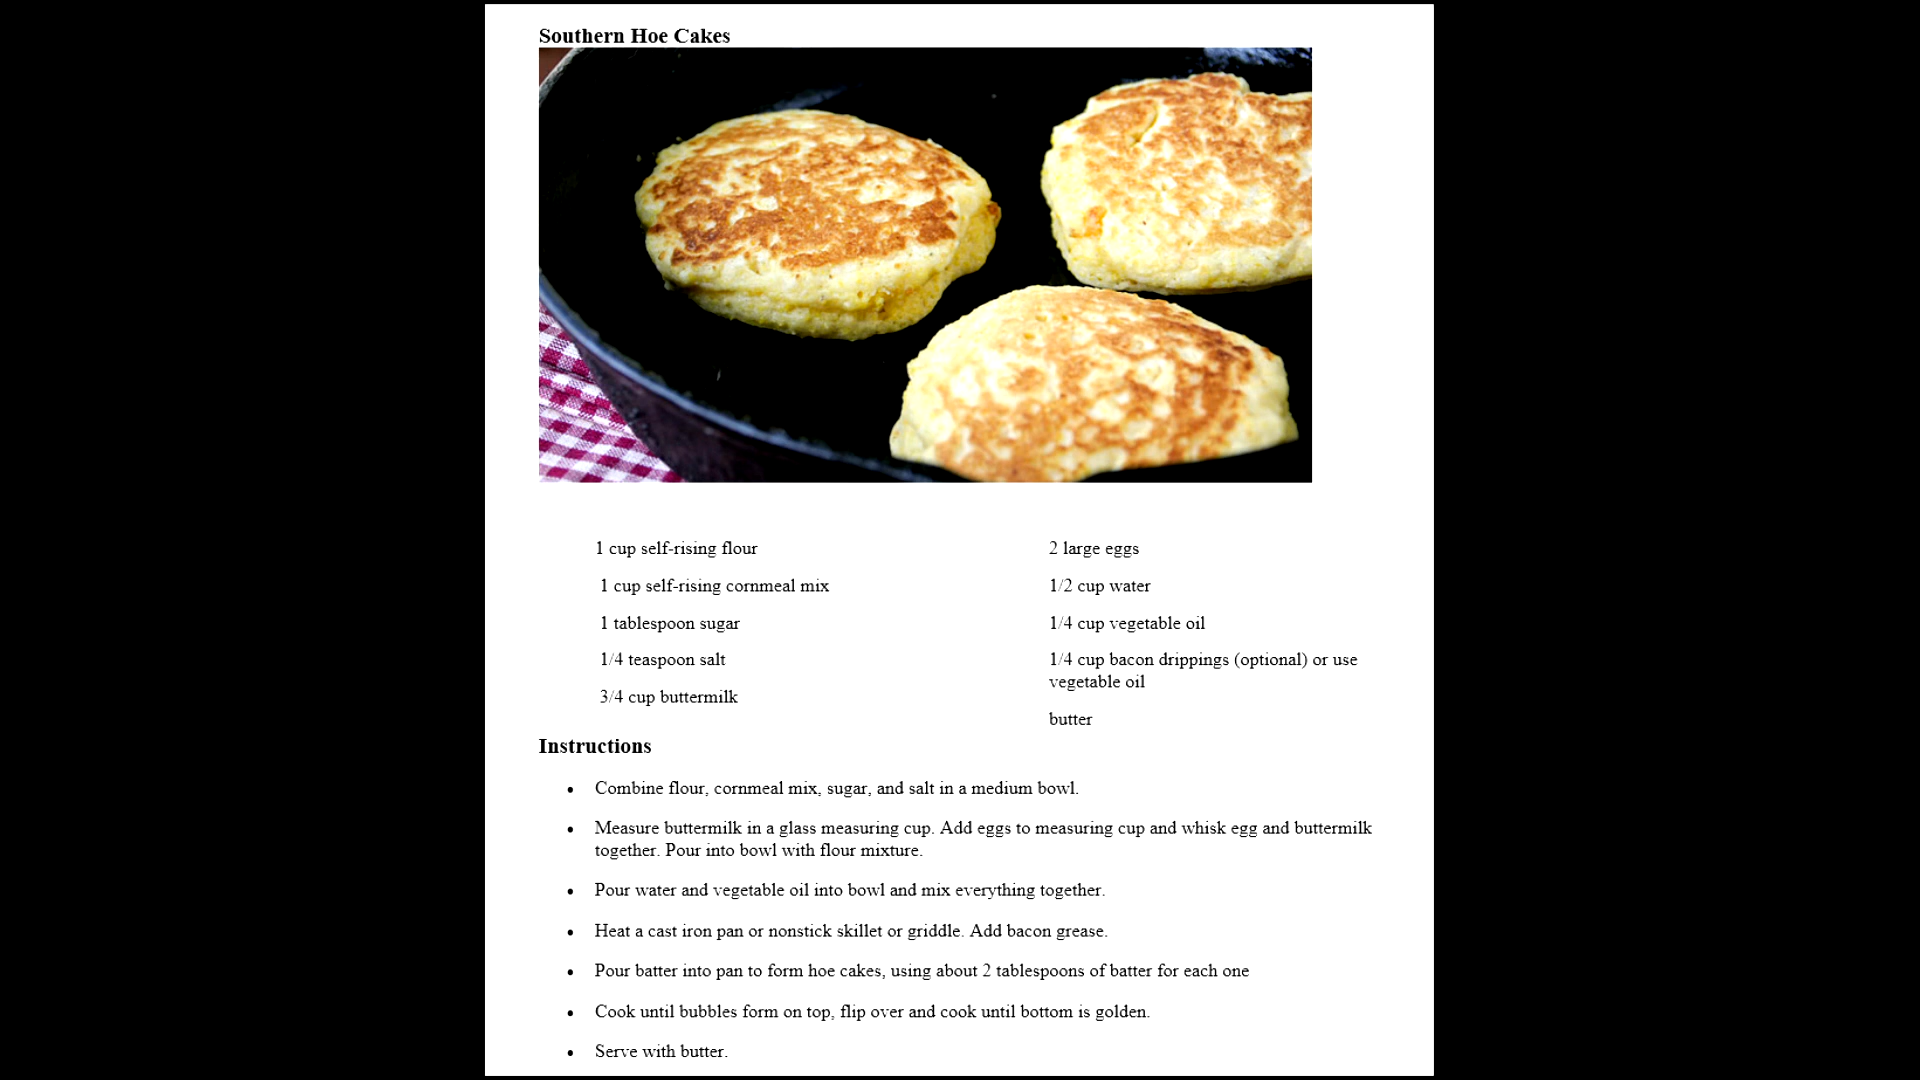 Southern Hoe Cakes
1 cup self-rising flour
1 cup self-rising cornmeal mix
1 tablespoon sugar
1/4 teaspoon salt
3/4 cup buttermilk
2 large eggs
1/2 cup water
1/4 cup vegetable oil
1/4 cup bacon drippings (optional) or use
vegetable oil
butter
Instructions
• Combine flour, cornmeal mix, sugar, and salt in a medium bowl.
• Measure buttermilk in a glass measuring cup. Add eggs to measuring cup and whisk egg and buttermilk
together. Pour into bowl with flour mixture.
• Pour water and vegetable oil into bowl and mix everything together.
• Heat a cast iron pan or nonstick skillet or griddle. Add bacon grease.
• Pour batter into pan to form hoe cakes, using about 2 tablespoons of batter for each one
• Cook until bubbles form on top, flip over and cook until bottom is golden.
• Serve with butter.